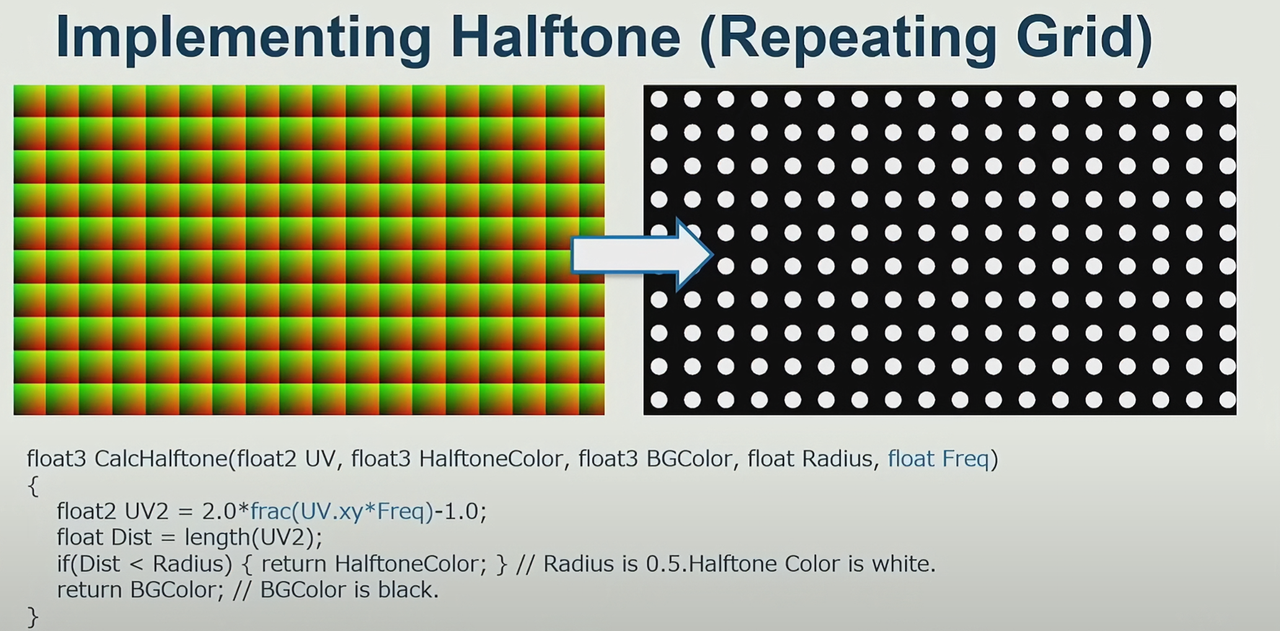 Implementing Halftone (Repeating Grid)
float3 CalcHalftone(float2 UV, float3 HalftoneColor, float3 BGColor, float Radius, float Freq)
{
float2 UV2 = 2.0*frac(UV.xy*Freq)-1.0;
float Dist = length(UV2);
if(Dist < Radius) { return HalftoneColor; } // Radius is 0.5.Halftone Color is white.
return BGColor; // BGColor is black.
}